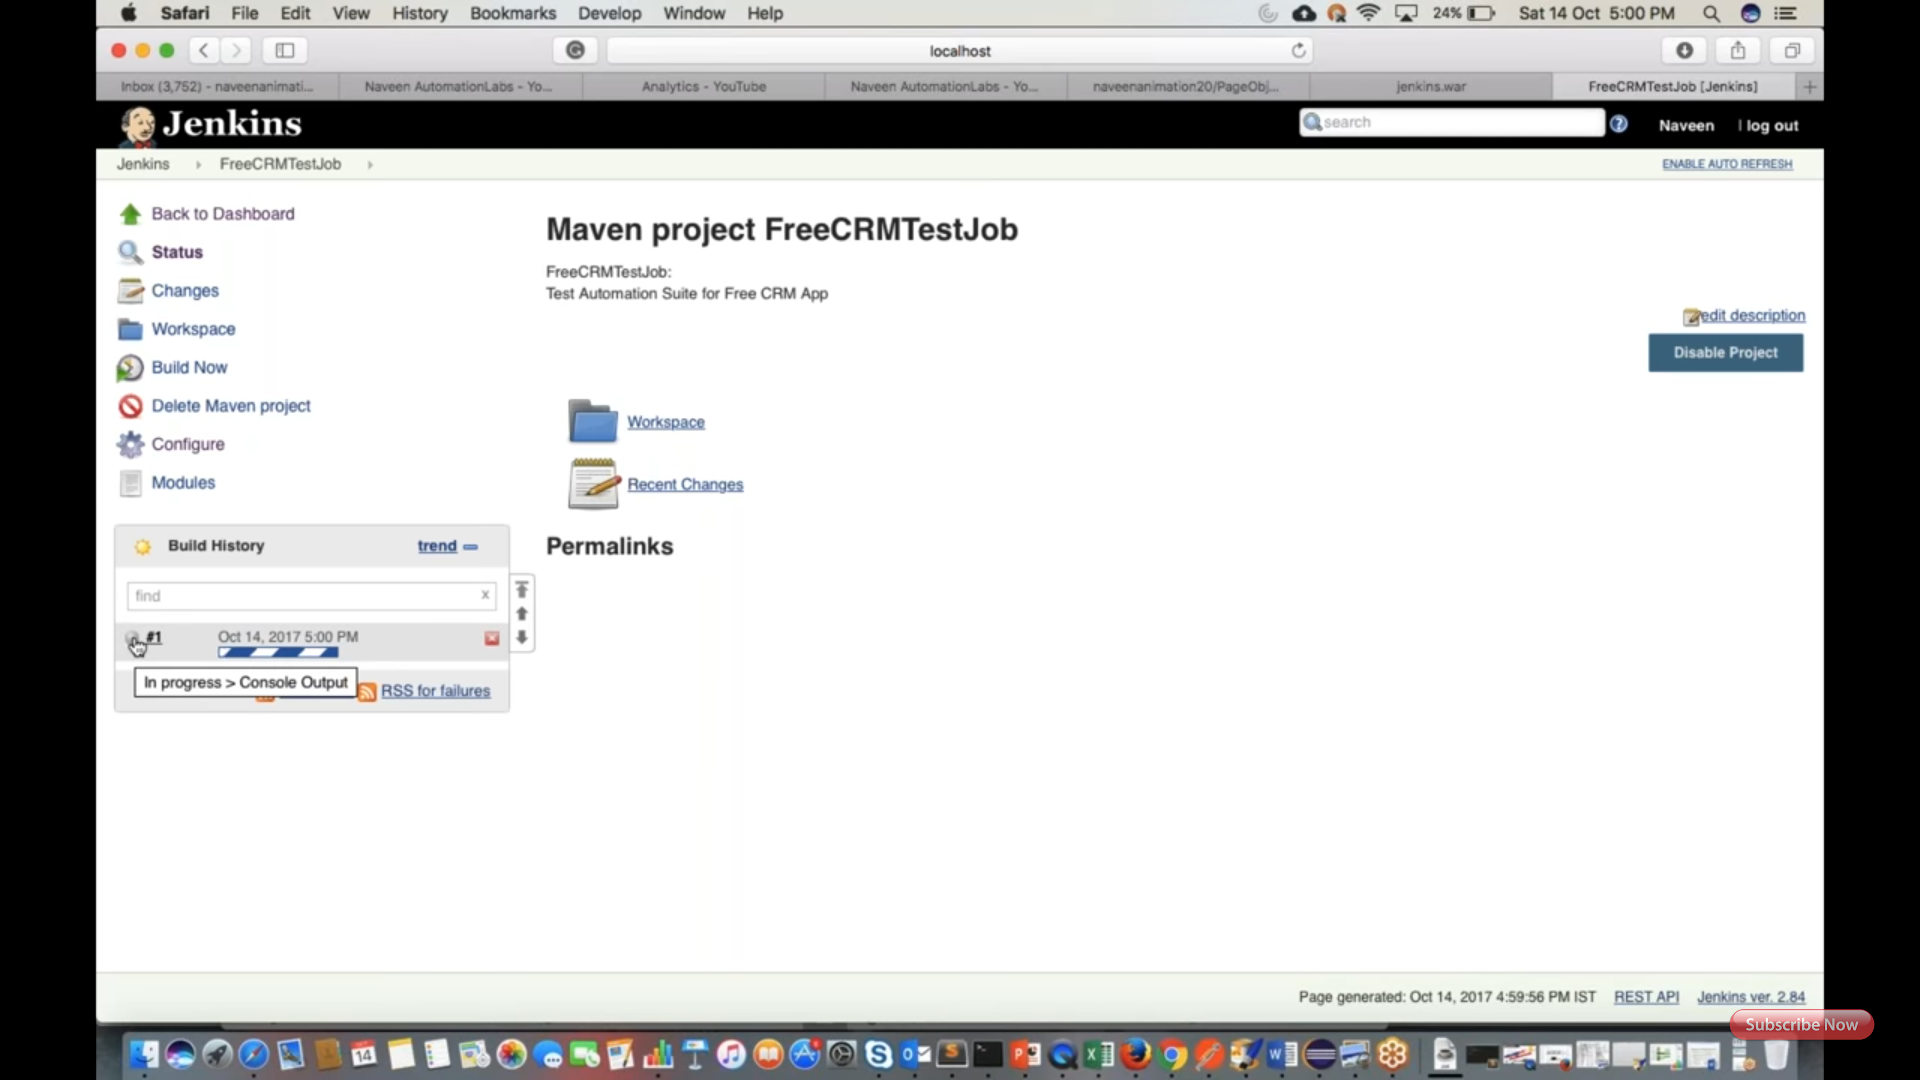 Safari File Edit View History Bookmarks Develop Window Help 24% Sat 14 Oct 5:00 PM
localhost
Inbox (3,752) - naveenanimati... Naveen AutomationLabs - Yo... Analytics - YouTube Naveen AutomationLabs - Yo... naveenanimation20/PageObj... jenkins.war FreeCRMTestJob [Jenkins]
Jenkins search Naveen | log out
Jenkins FreeCRMTestJob ENABLE AUTO REFRESH
Back to Dashboard
Status
Changes
Workspace
Build Now
Delete Maven project
Configure
Modules
Build History trend
find x
#1 Oct 14, 2017 5:00 PM
In progress > Console Output
RSS for failures
Maven project FreeCRMTestJob
FreeCRMTestJob:
Test Automation Suite for Free CRM App
edit description
Disable Project
Workspace
Recent Changes
Permalinks
Page generated: Oct 14, 2017 4:59:56 PM IST REST API Jenkins ver. 2.84
Subscribe Now
14